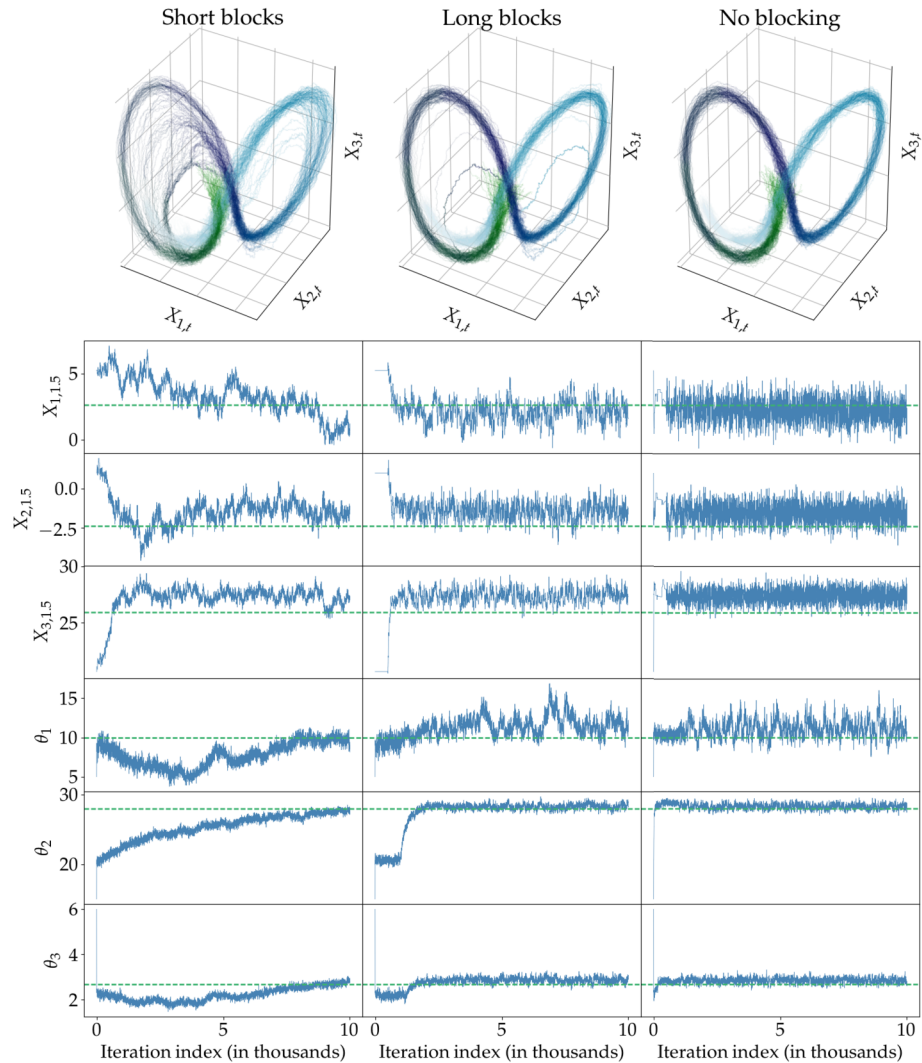 Short blocks
Long blocks
No blocking
X3,t
X3,t
X3,t
X2,t
X2,t
X2,t
X1,t
X1,t
X1,t
5
0
X1,1.5
0.0
−2.5
X2,1.5
30
25
X3,1.5
15
10
5
θ1
30
20
θ2
6
4
2
θ3
0 5 10 0 5 10 0 5 10
Iteration index (in thousands) Iteration index (in thousands) Iteration index (in thousands)